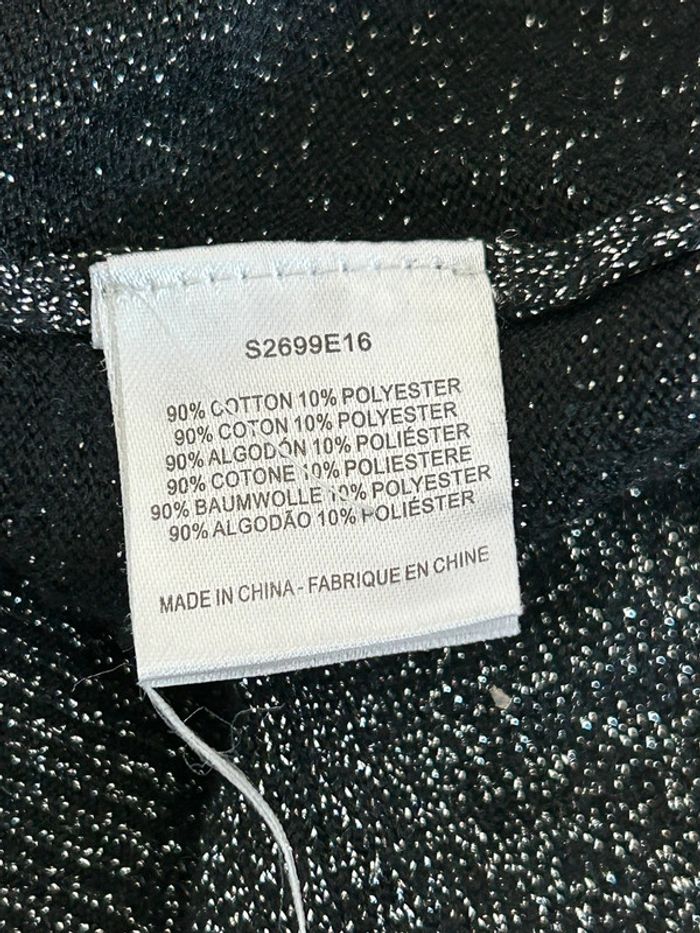 S2699E16
90% COTTON 10% POLYESTER
90% COTON 10% POLYESTER
90% ALGODÓN 10% POLIÉSTER
90% COTONE 10% POLIESTERE
90% BAUMWOLLE 10% POLYESTER
90% ALGODÃO 10% POLIÉSTER
MADE IN CHINA - FABRIQUE EN CHINE